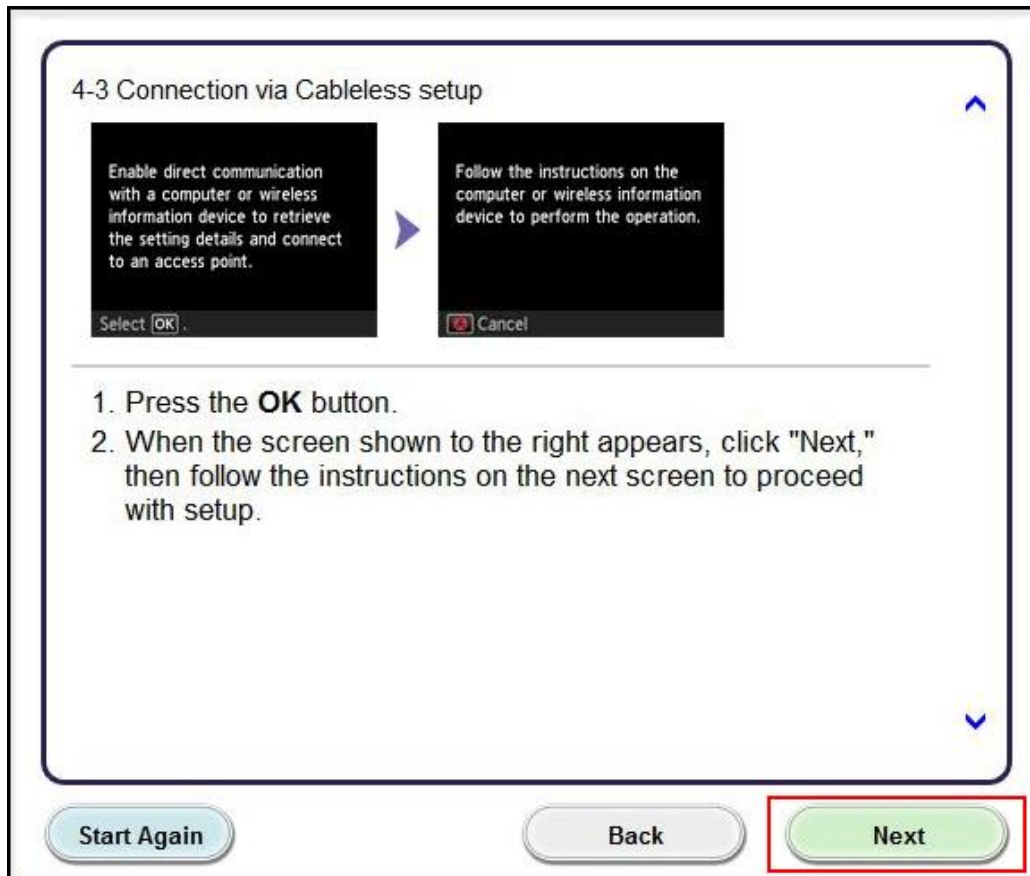 4-3 Connection via Cableless setup
Enable direct communication
with a computer or wireless
information device to retrieve
the setting details and connect
to an access point.
Select OK .
Follow the instructions on the
computer or wireless information
device to perform the operation.
Cancel
1. Press the OK button.
2. When the screen shown to the right appears, click "Next,"
then follow the instructions on the next screen to proceed
with setup.
Start Again
Back
Next